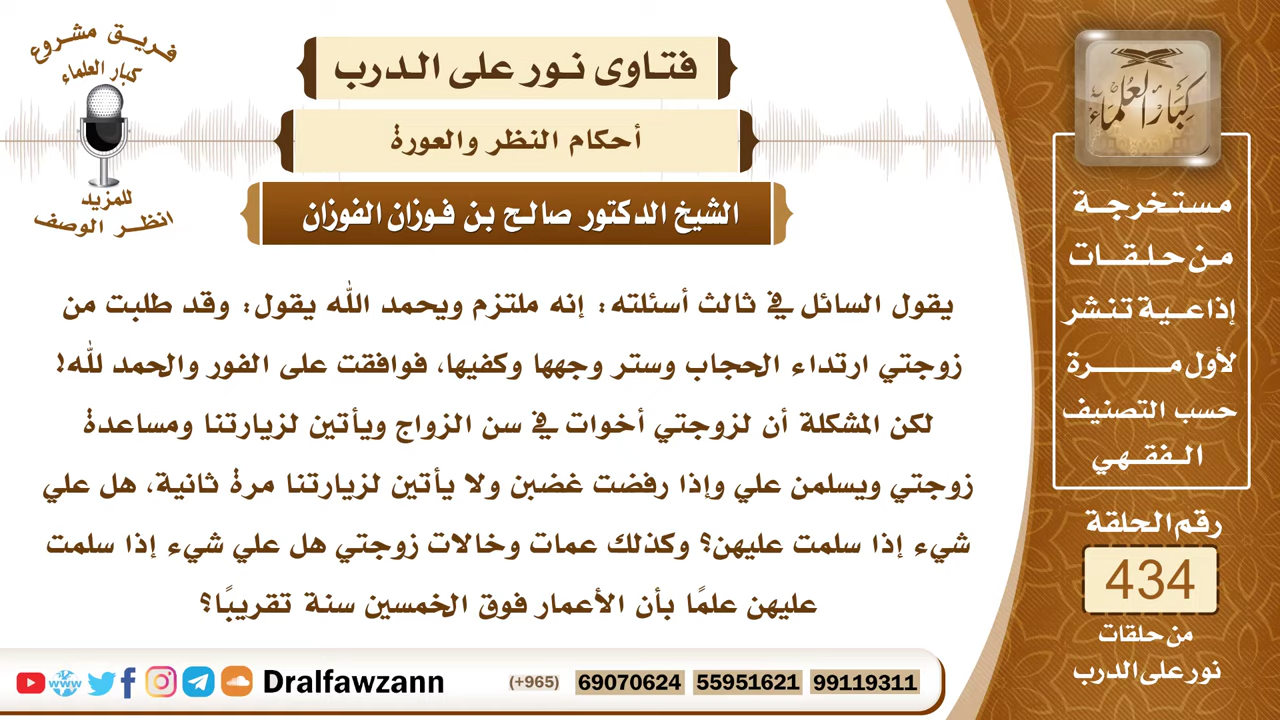 فريق مشروع
كبار العلماء
للمزيد
انظر الوصف
فتاوى نور على الدرب
أحكام النظر والعورة
الشيخ الدكتور صالح بن فوزان الفوزان
يقول السائل في ثالث أسئلته: إنه ملتزم ويحمد الله يقول: وقد طلبت من
زوجتي ارتداء الحجاب وستر وجهها وكفيها، فوافقت على الفور والحمد لله!
لكن المشكلة أن لزوجتي أخوات في سن الزواج ويأتين لزيارتنا ومساعدة
زوجتي ويسلمن علي وإذا رفضت غضبن ولا يأتين لزيارتنا مرة ثانية، هل علي
شيء إذا سلمت عليهن؟ وكذلك عمات وخالات زوجتي هل علي شيء إذا سلمت
عليهن علمًا بأن الأعمار فوق الخمسين سنة تقريبًا؟
كبار العلماء
مستخرجة
من حلقات
إذاعية تنشر
لأول مرة
حسب التصنيف
الفقهي
رقم الحلقة
434
من حلقات
نور على الدرب
www Dralfawzann (+965) 69070624 55951621 99119311